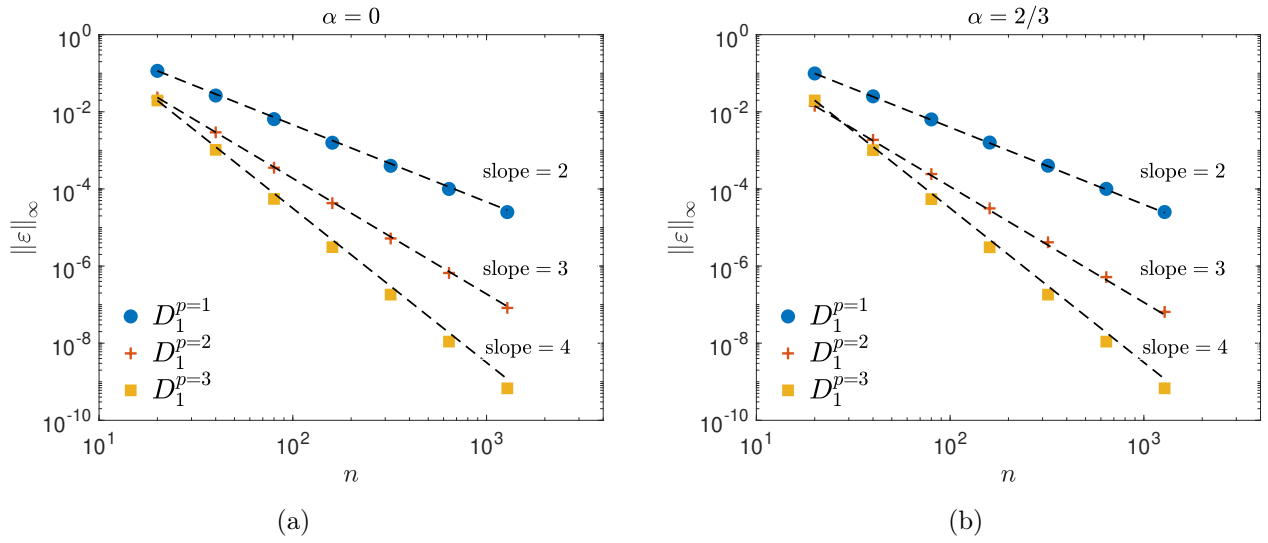 α = 0
10^0
10^-2
10^-4
10^-6
10^-8
10^-10
||ε||_∞
slope = 2
slope = 3
slope = 4
D_1^{p=1}
D_1^{p=2}
D_1^{p=3}
10^1
10^2
10^3
n
(a)
α = 2/3
10^0
10^-2
10^-4
10^-6
10^-8
10^-10
||ε||_∞
slope = 2
slope = 3
slope = 4
D_1^{p=1}
D_1^{p=2}
D_1^{p=3}
10^1
10^2
10^3
n
(b)